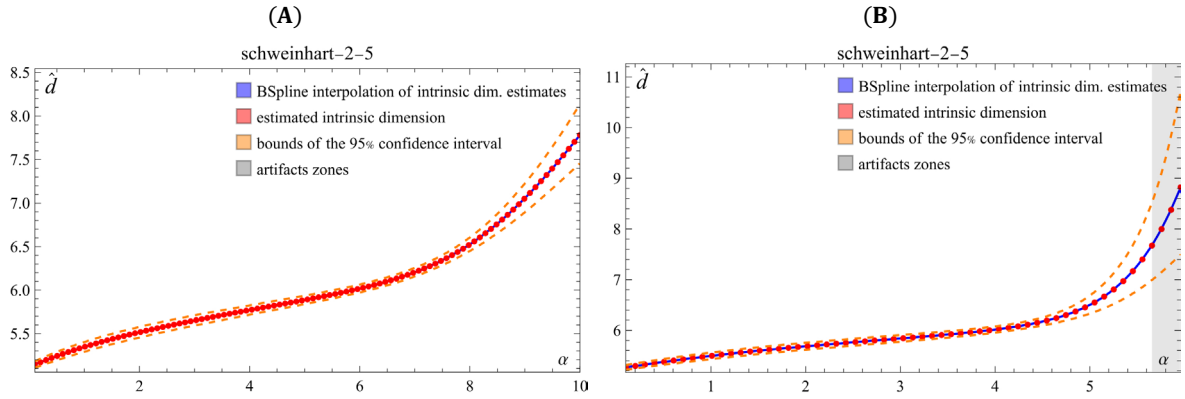 (A)
schweinhart-2-5
d̂
BSpline interpolation of intrinsic dim. estimates
estimated intrinsic dimension
bounds of the 95% confidence interval
artifacts zones
8.5
8.0
7.5
7.0
6.5
6.0
5.5
2
4
6
8
10
α
(B)
schweinhart-2-5
d̂
BSpline interpolation of intrinsic dim. estimates
estimated intrinsic dimension
bounds of the 95% confidence interval
artifacts zones
11
10
9
8
7
6
1
2
3
4
5
α